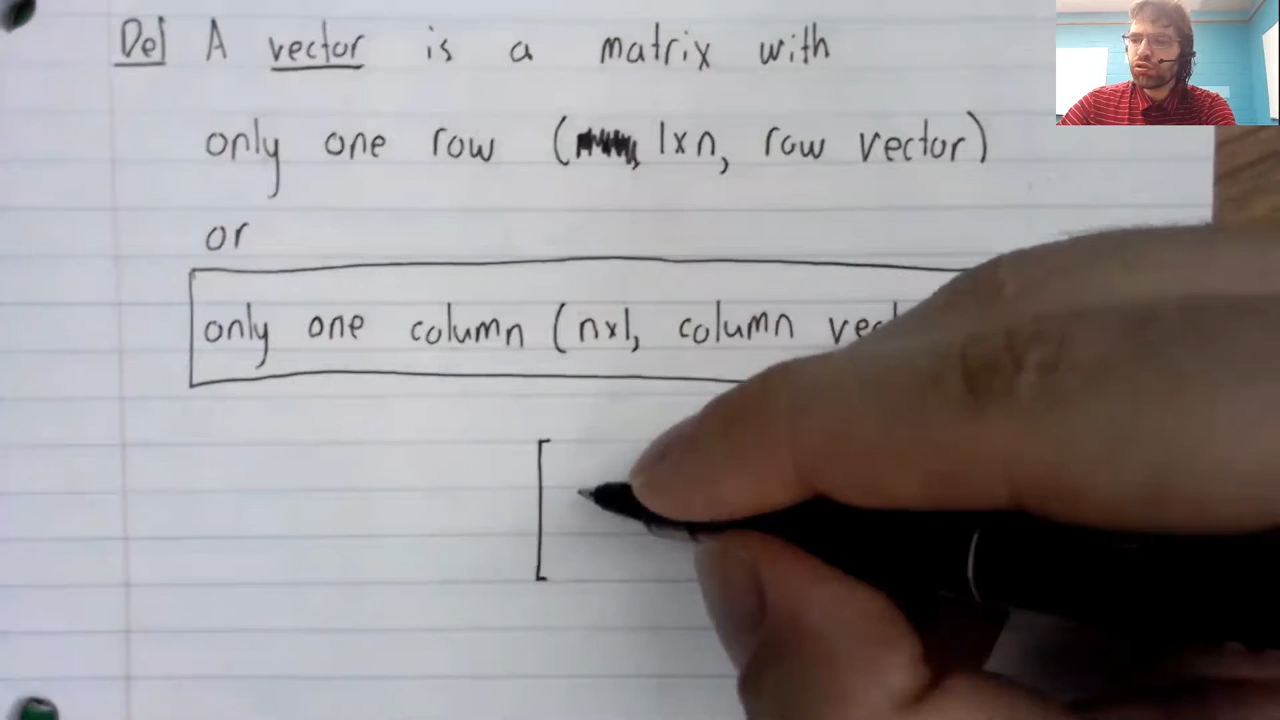 Def A vector is a matrix with
only one row ( 1xn, row vector)
or
only one column (nx1, column
[